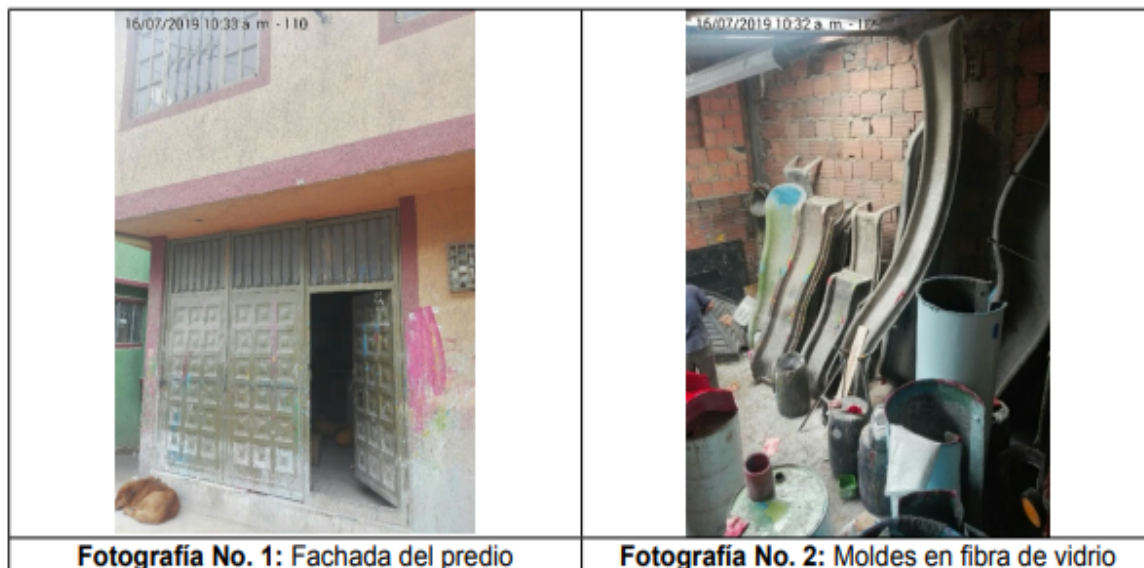 16/07/2019 10:33 a. m. - 110
16/07/2019 10:32 a. m. -
Fotografía No. 1: Fachada del predio
Fotografía No. 2: Moldes en fibra de vidrio